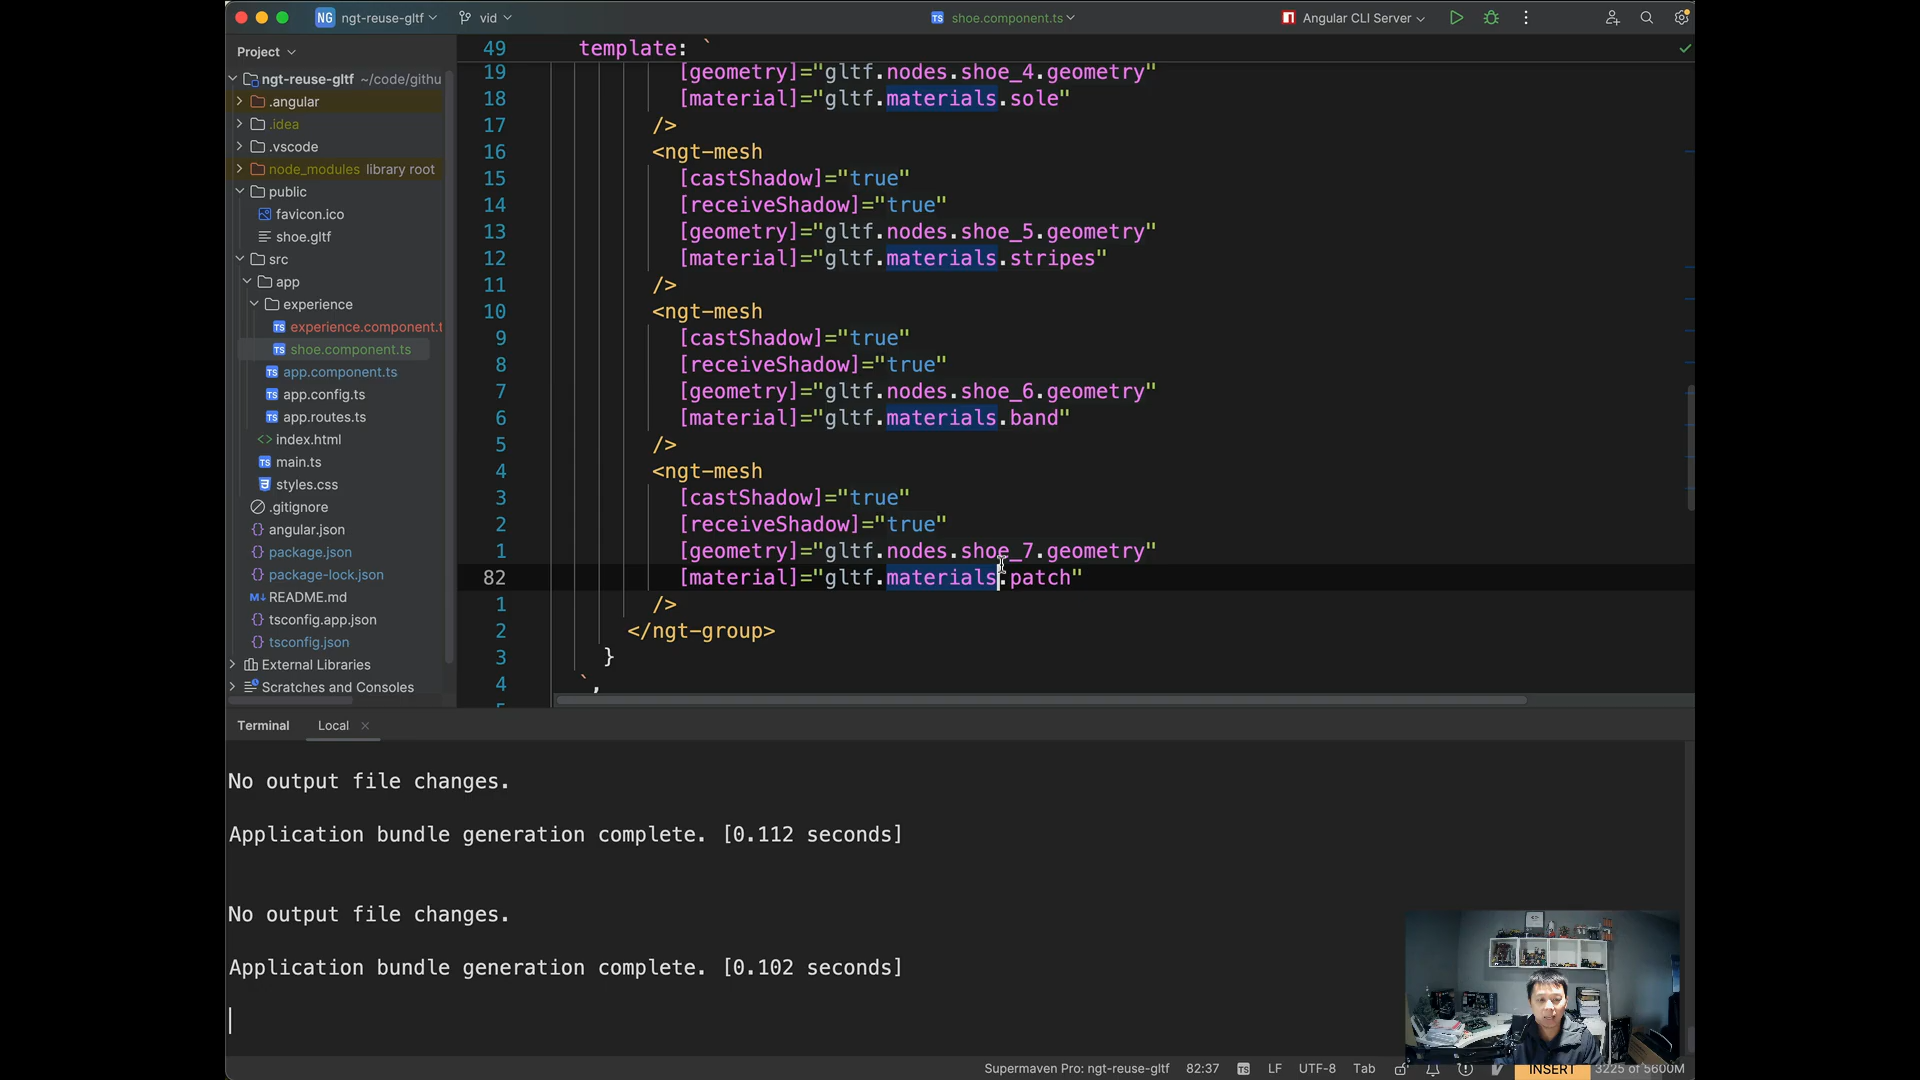 NG ngt-reuse-gltf vid shoe.component.ts Angular CLI Server
Project
ngt-reuse-gltf ~/code/githu
.angular
.idea
.vscode
node_modules library root
public
favicon.ico
shoe.gltf
src
app
experience
experience.component.t
shoe.component.ts
app.component.ts
app.config.ts
app.routes.ts
index.html
main.ts
styles.css
.gitignore
angular.json
package.json
package-lock.json
README.md
tsconfig.app.json
tsconfig.json
External Libraries
Scratches and Consoles
49 template: `
19 [geometry]="gltf.nodes.shoe_4.geometry"
18 [material]="gltf.materials.sole"
17 />
16 <ngt-mesh
15 [castShadow]="true"
14 [receiveShadow]="true"
13 [geometry]="gltf.nodes.shoe_5.geometry"
12 [material]="gltf.materials.stripes"
11 />
10 <ngt-mesh
9 [castShadow]="true"
8 [receiveShadow]="true"
7 [geometry]="gltf.nodes.shoe_6.geometry"
6 [material]="gltf.materials.band"
5 />
4 <ngt-mesh
3 [castShadow]="true"
2 [receiveShadow]="true"
1 [geometry]="gltf.nodes.shoe_7.geometry"
82 [material]="gltf.materials.patch"
1 />
2 </ngt-group>
3 }
4 `,
Terminal Local
No output file changes.
Application bundle generation complete. [0.112 seconds]
No output file changes.
Application bundle generation complete. [0.102 seconds]
Supermaven Pro: ngt-reuse-gltf 82:37 LF UTF-8 Tab INSERT 3225 of 5600M